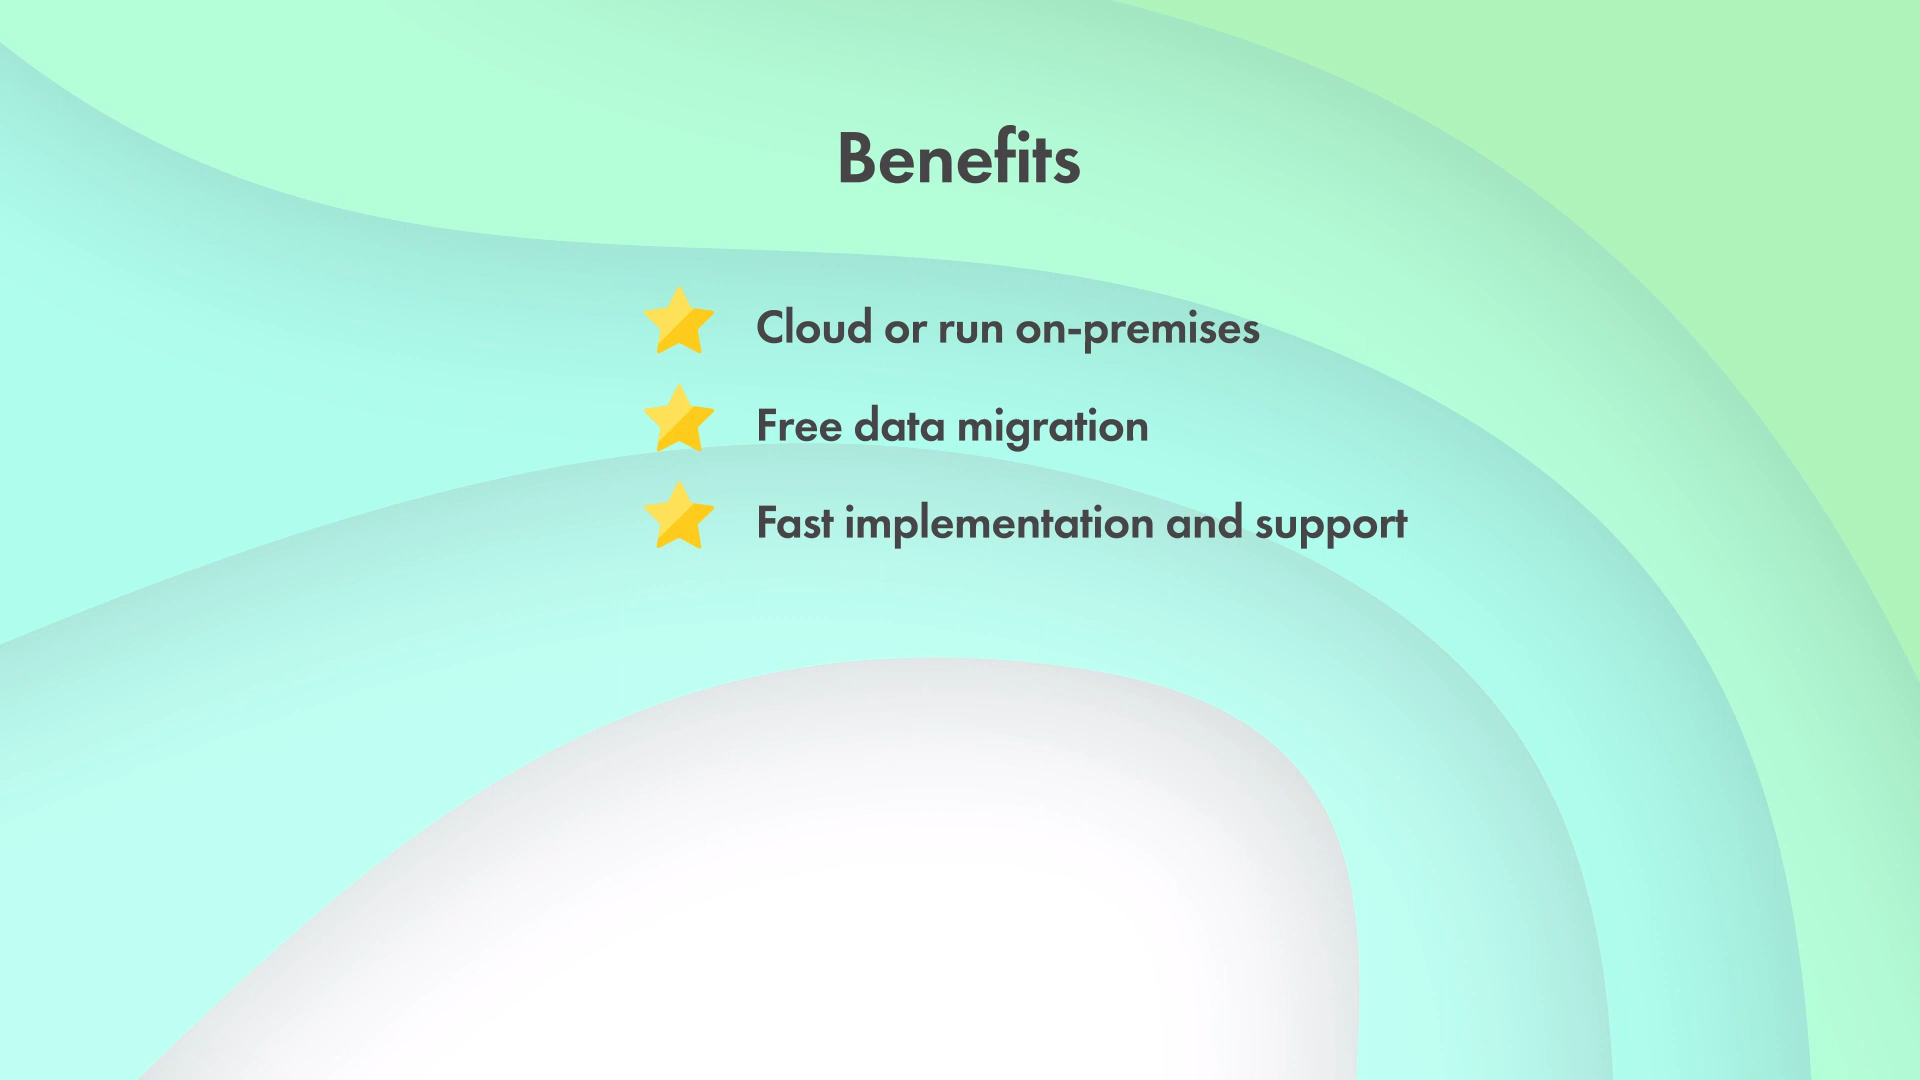 Benefits
Cloud or run on-premises
Free data migration
Fast implementation and support